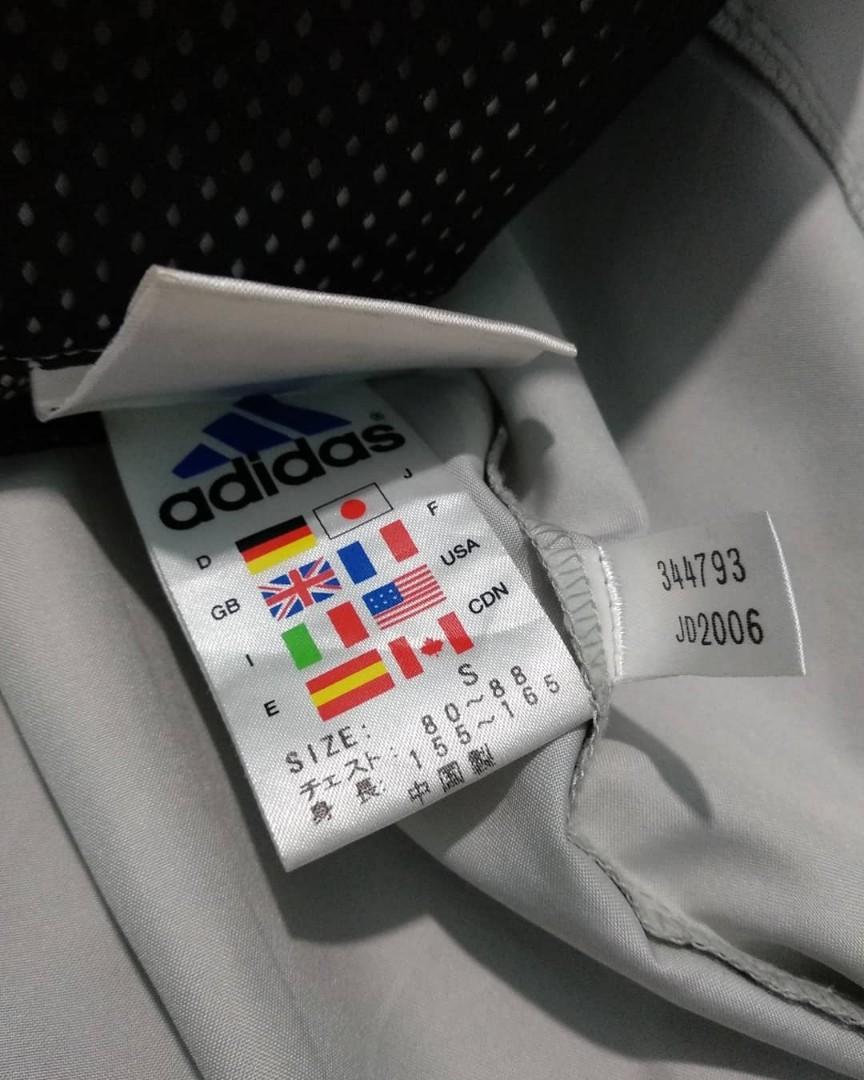 adidas®
D
J
GB
F
I
USA
E
CDN
SIZE: S
チェスト: 80~88
身 長: 155~165
中国製
344793
JD2006